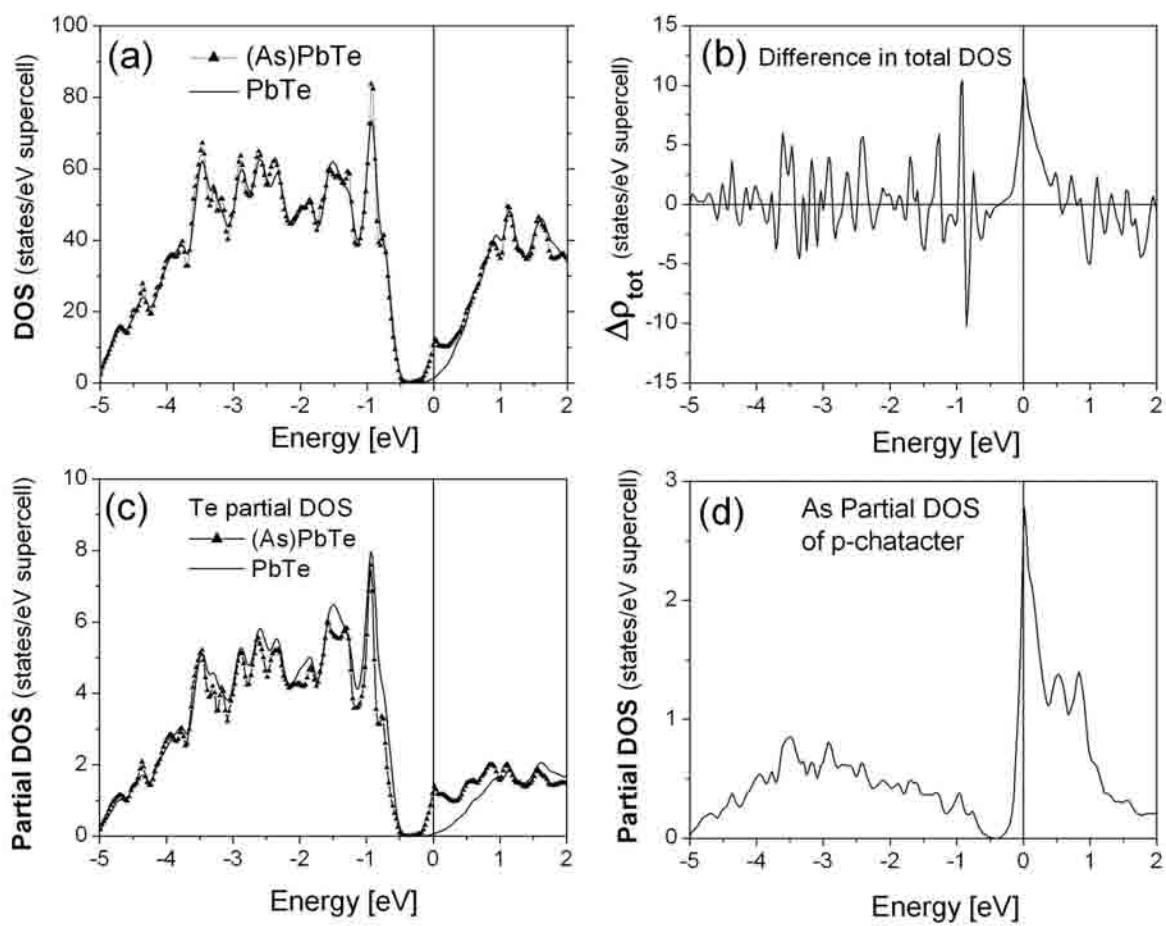 (a)
(As)PbTe
PbTe
DOS (states/eV supercell)
100
80
60
40
20
0
-5 -4 -3 -2 -1 0 1 2
Energy [eV]
(b) Difference in total DOS
Δρtot (states/eV supercell)
15
10
5
0
-5
-10
-15
-5 -4 -3 -2 -1 0 1 2
Energy [eV]
(c) Te partial DOS
(As)PbTe
PbTe
Partial DOS (states/eV supercell)
10
8
6
4
2
0
-5 -4 -3 -2 -1 0 1 2
Energy [eV]
(d) As Partial DOS
of p-chatacter
Partial DOS (states/eV supercell)
3
2
1
0
-5 -4 -3 -2 -1 0 1 2
Energy [eV]